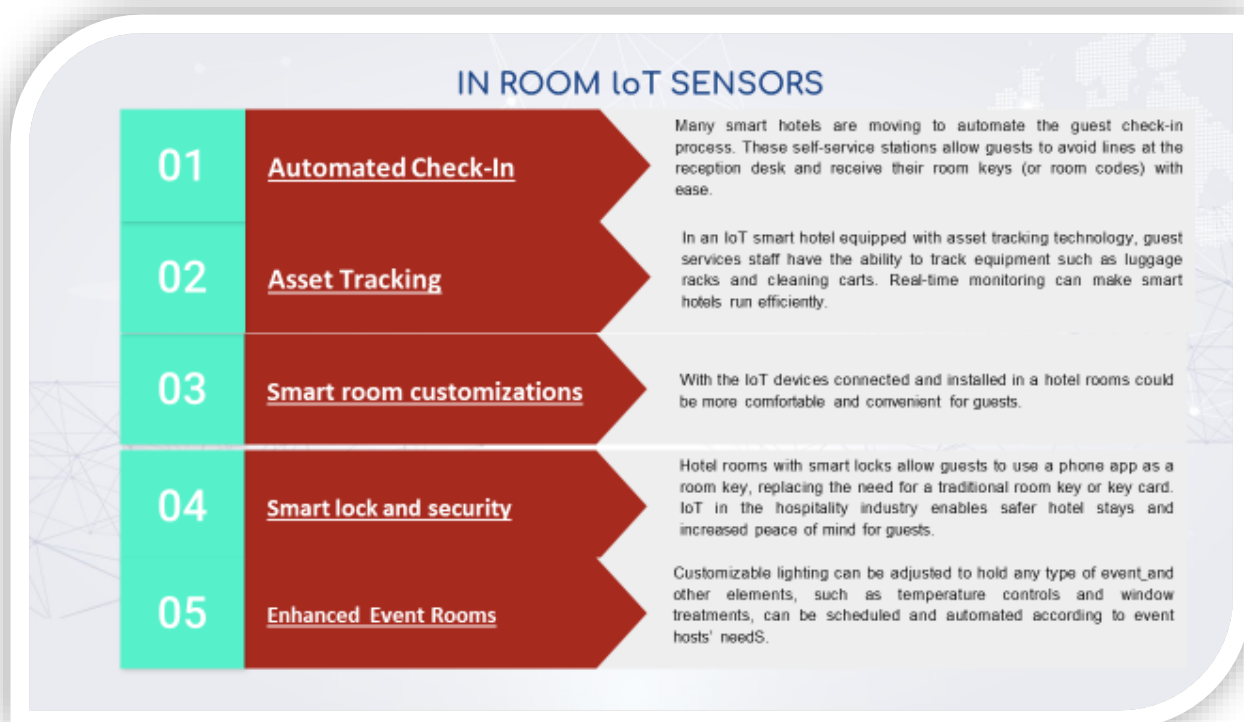 IN ROOM loT SENSORS
01
Automated Check-In
Many smart hotels are moving to automate the guest check-in
process. These self-service stations allow guests to avoid lines at the
reception desk and receive their room keys (or room codes) with
ease.
02
Asset Tracking
In an IoT smart hotel equipped with asset tracking technology, guest
services staff have the ability to track equipment such as luggage
racks and cleaning carts. Real-time monitoring can make smart
hotels run efficiently.
03
Smart room customizations
With the IoT devices connected and installed in a hotel rooms could
be more comfortable and convenient for guests.
04
Smart lock and security
Hotel rooms with smart locks allow guests to use a phone app as a
room key, replacing the need for a traditional room key or key card.
IoT in the hospitality industry enables safer hotel stays and
increased peace of mind for guests.
05
Enhanced Event Rooms
Customizable lighting can be adjusted to hold any type of event and
other elements, such as temperature controls and window
treatments, can be scheduled and automated according to event
hosts' needS.